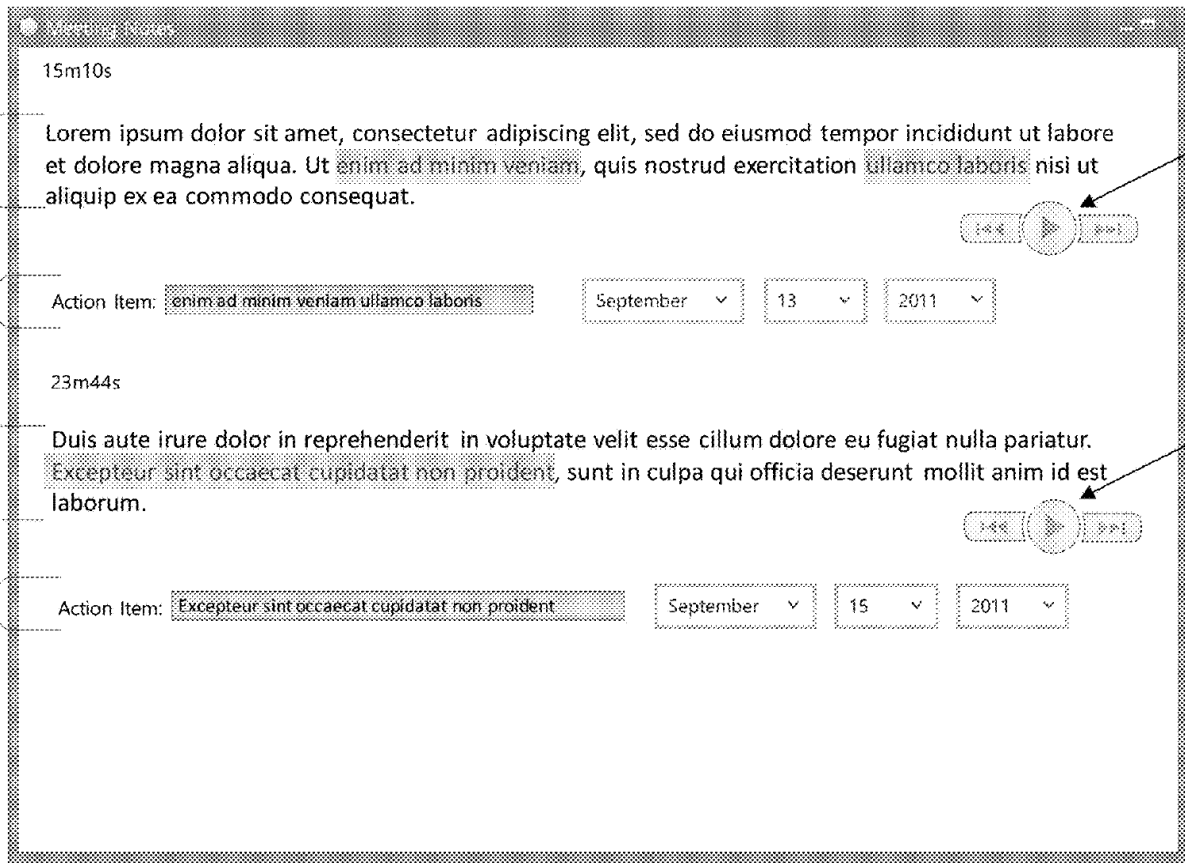 Meeting Notes
15m10s
Lorem ipsum dolor sit amet, consectetur adipiscing elit, sed do eiusmod tempor incididunt ut labore
et dolore magna aliqua. Ut enim ad minim veniam, quis nostrud exercitation ullamco laboris nisi ut
aliquip ex ea commodo consequat.
Action Item: enim ad minim veniam ullamco laboris September 13 2011
23m44s
Duis aute irure dolor in reprehenderit in voluptate velit esse cillum dolore eu fugiat nulla pariatur.
Excepteur sint occaecat cupidatat non proident, sunt in culpa qui officia deserunt mollit anim id est
laborum.
Action Item: Excepteur sint occaecat cupidatat non proident September 15 2011